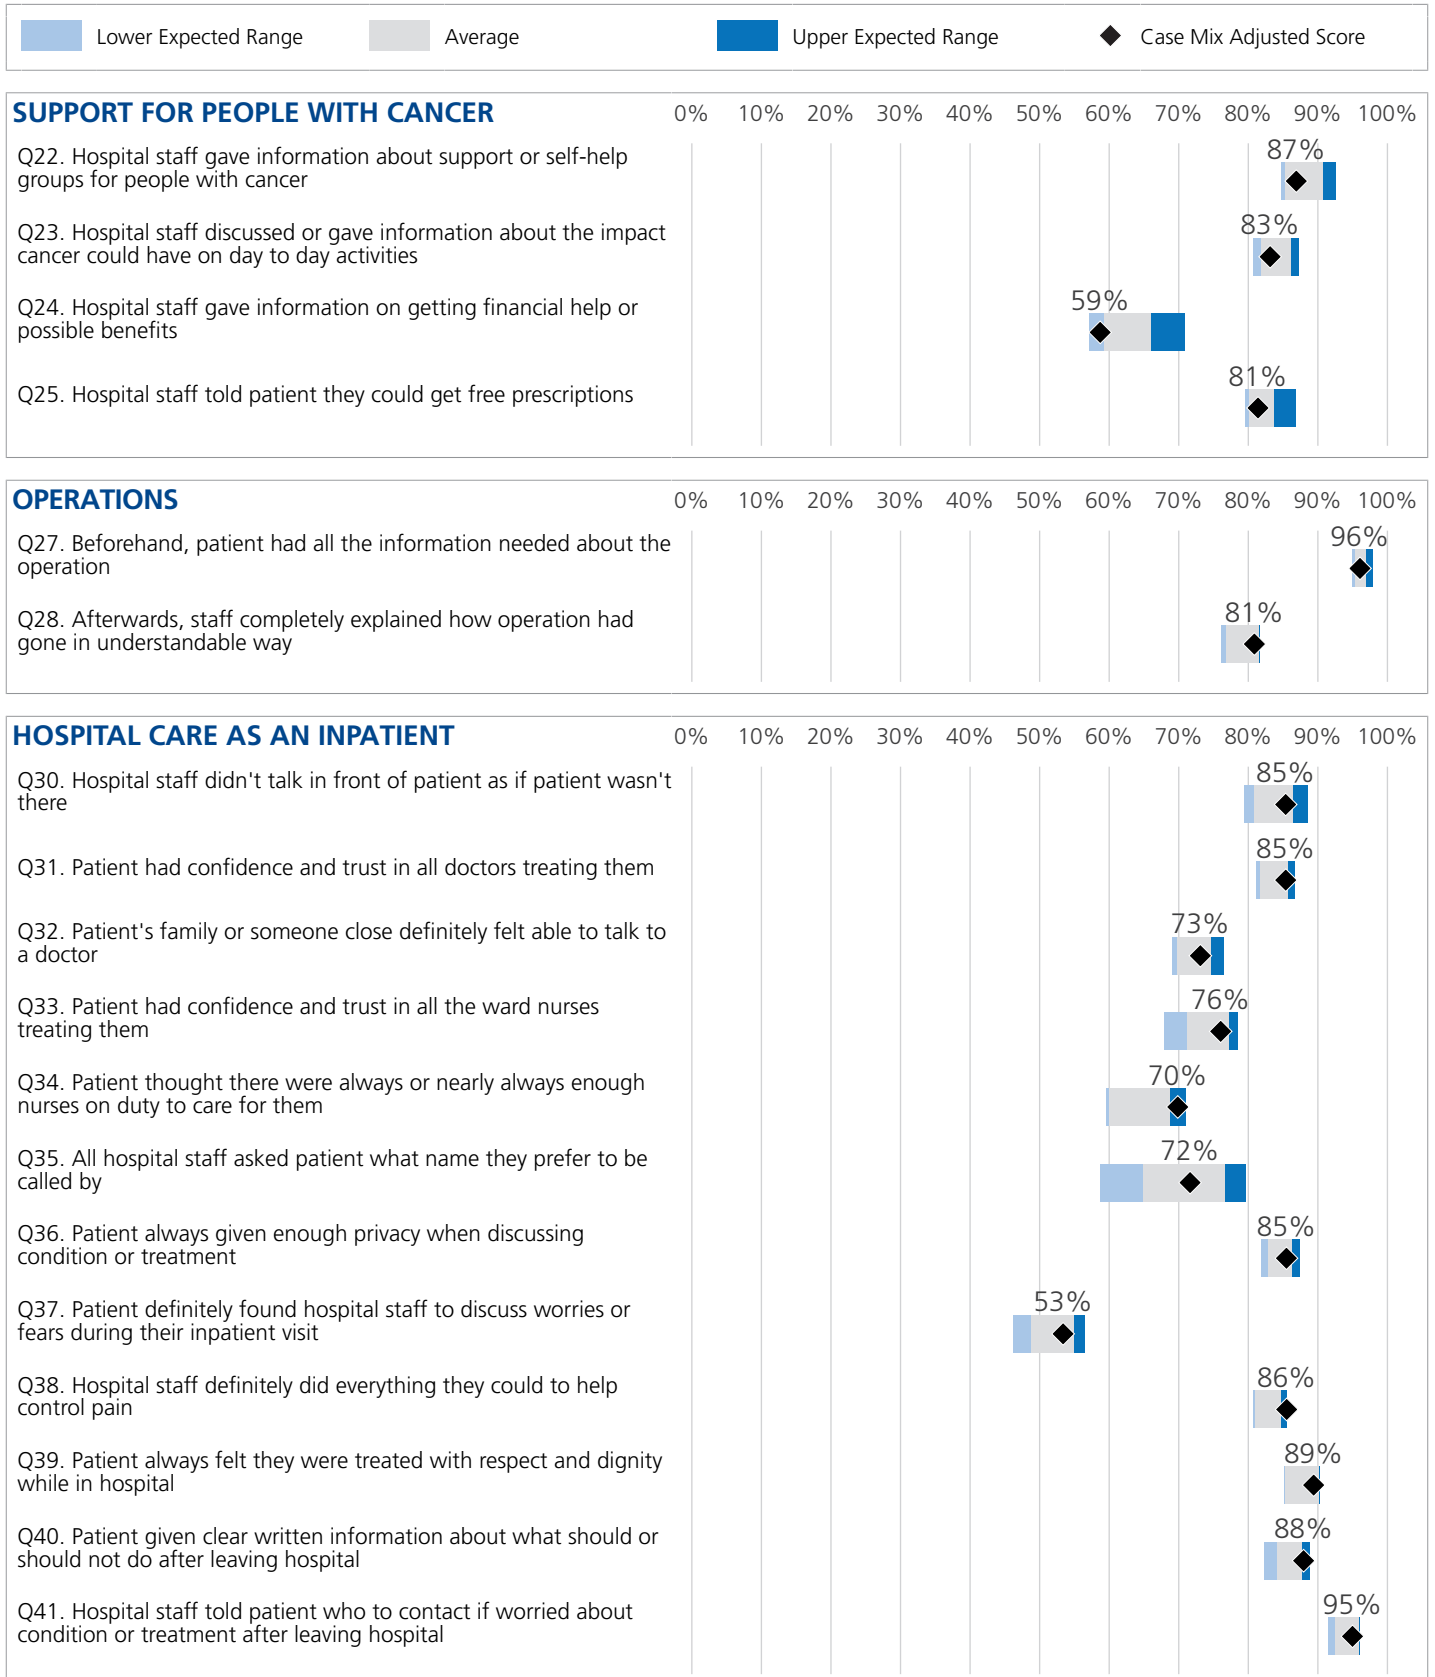 Lower Expected Range Average Upper Expected Range Case Mix Adjusted Score
SUPPORT FOR PEOPLE WITH CANCER 0% 10% 20% 30% 40% 50% 60% 70% 80% 90% 100%
Q22. Hospital staff gave information about support or self-help
groups for people with cancer
87%
Q23. Hospital staff discussed or gave information about the impact
cancer could have on day to day activities
83%
Q24. Hospital staff gave information on getting financial help or
possible benefits
59%
Q25. Hospital staff told patient they could get free prescriptions
81%
OPERATIONS 0% 10% 20% 30% 40% 50% 60% 70% 80% 90% 100%
Q27. Beforehand, patient had all the information needed about the
operation
96%
Q28. Afterwards, staff completely explained how operation had
gone in understandable way
81%
HOSPITAL CARE AS AN INPATIENT 0% 10% 20% 30% 40% 50% 60% 70% 80% 90% 100%
Q30. Hospital staff didn't talk in front of patient as if patient wasn't
there
85%
Q31. Patient had confidence and trust in all doctors treating them
85%
Q32. Patient's family or someone close definitely felt able to talk to
a doctor
73%
Q33. Patient had confidence and trust in all the ward nurses
treating them
76%
Q34. Patient thought there were always or nearly always enough
nurses on duty to care for them
70%
Q35. All hospital staff asked patient what name they prefer to be
called by
72%
Q36. Patient always given enough privacy when discussing
condition or treatment
85%
Q37. Patient definitely found hospital staff to discuss worries or
fears during their inpatient visit
53%
Q38. Hospital staff definitely did everything they could to help
control pain
86%
Q39. Patient always felt they were treated with respect and dignity
while in hospital
89%
Q40. Patient given clear written information about what should or
should not do after leaving hospital
88%
Q41. Hospital staff told patient who to contact if worried about
condition or treatment after leaving hospital
95%